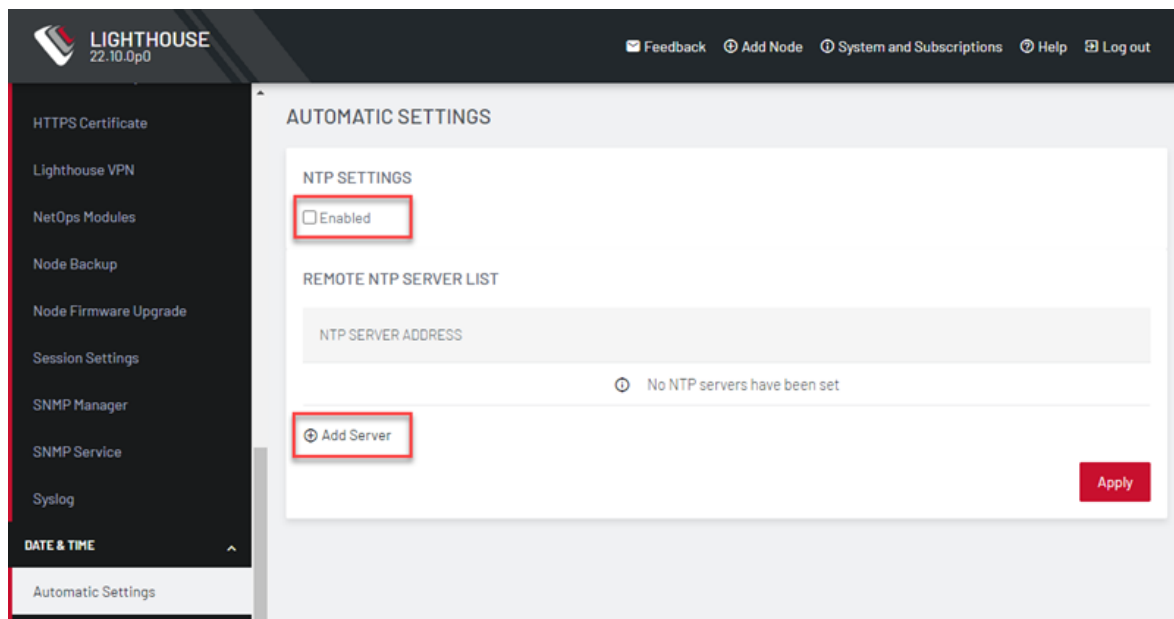 LIGHTHOUSE
22.10.0p0
Feedback
Add Node
System and Subscriptions
Help
Log out
HTTPS Certificate
Lighthouse VPN
NetOps Modules
Node Backup
Node Firmware Upgrade
Session Settings
SNMP Manager
SNMP Service
Syslog
DATE & TIME
Automatic Settings
AUTOMATIC SETTINGS
NTP SETTINGS
Enabled
REMOTE NTP SERVER LIST
NTP SERVER ADDRESS
No NTP servers have been set
Add Server
Apply